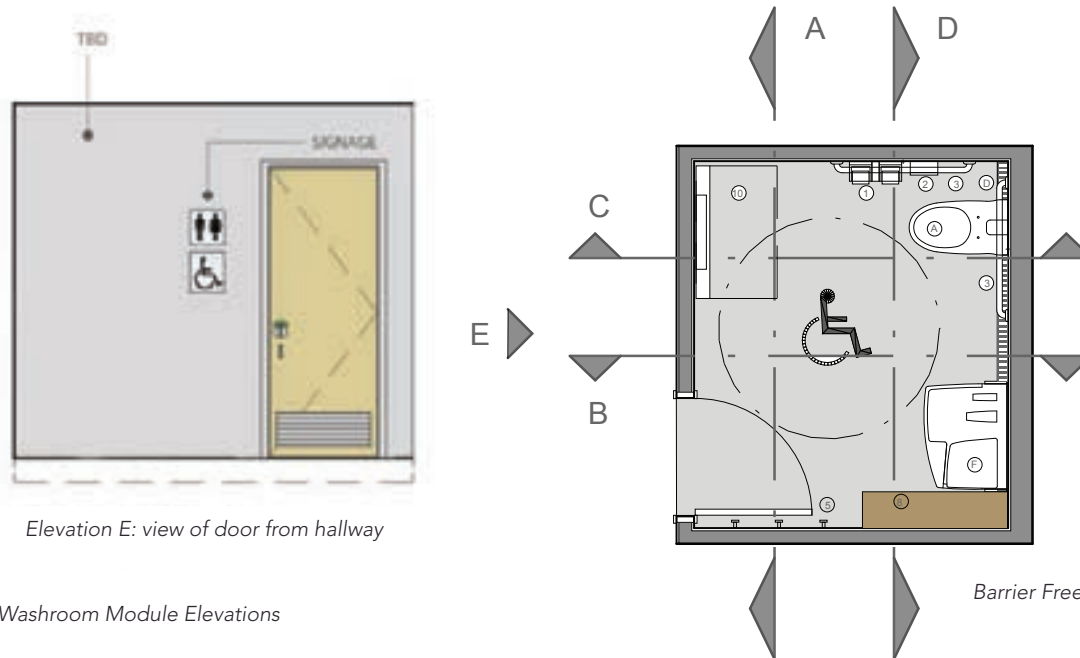 TBD
SIGNAGE
Elevation E: view of door from hallway
Washroom Module Elevations
A
D
C
E
B
10
1
2
3
D
A
3
F
5
8
Barrier Free